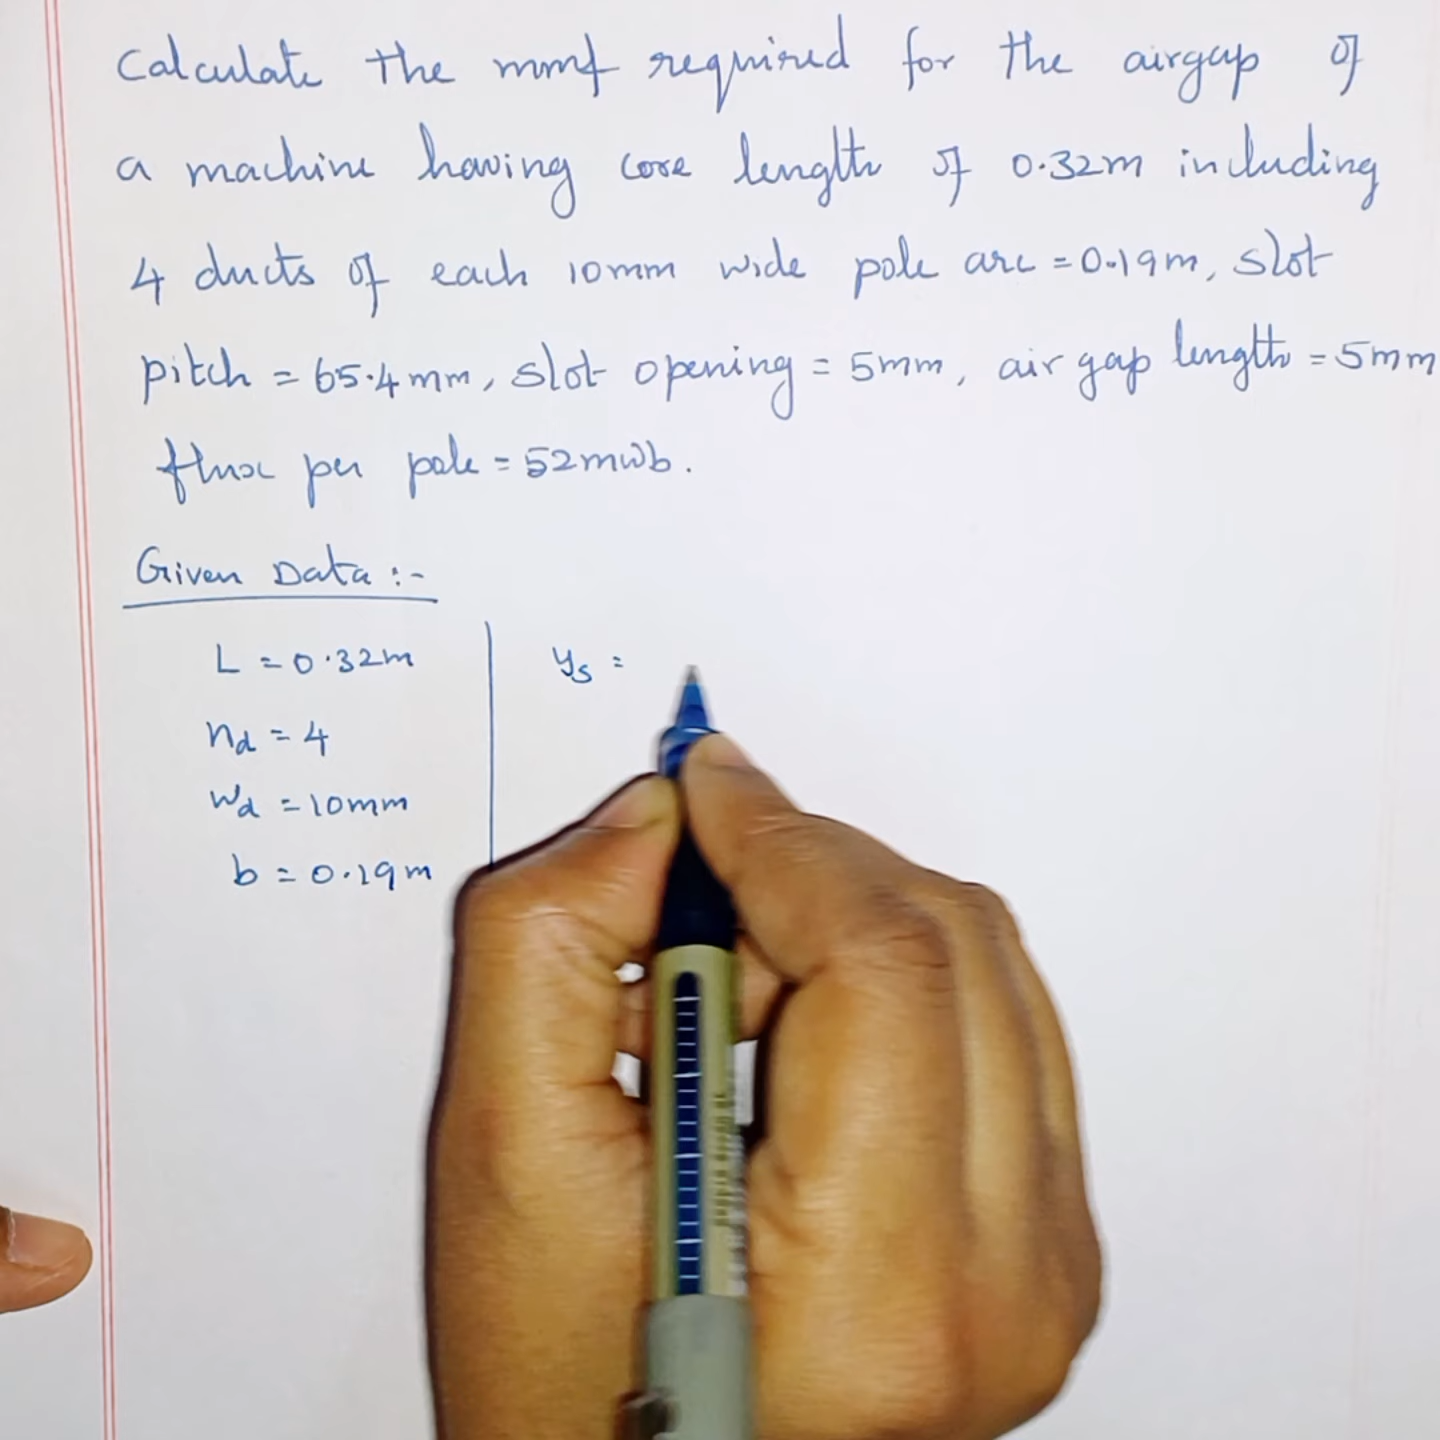 Calculate the mmf required for the airgap of
a machine having core length of 0.32m including
4 ducts of each 10mm wide pole arc = 0.19m, slot
pitch = 65.4mm, slot opening = 5mm, air gap length = 5mm
flux per pole = 52mwb.
Given Data :-
L = 0.32m
nd = 4
Wd = 10mm
b = 0.19m
ys =